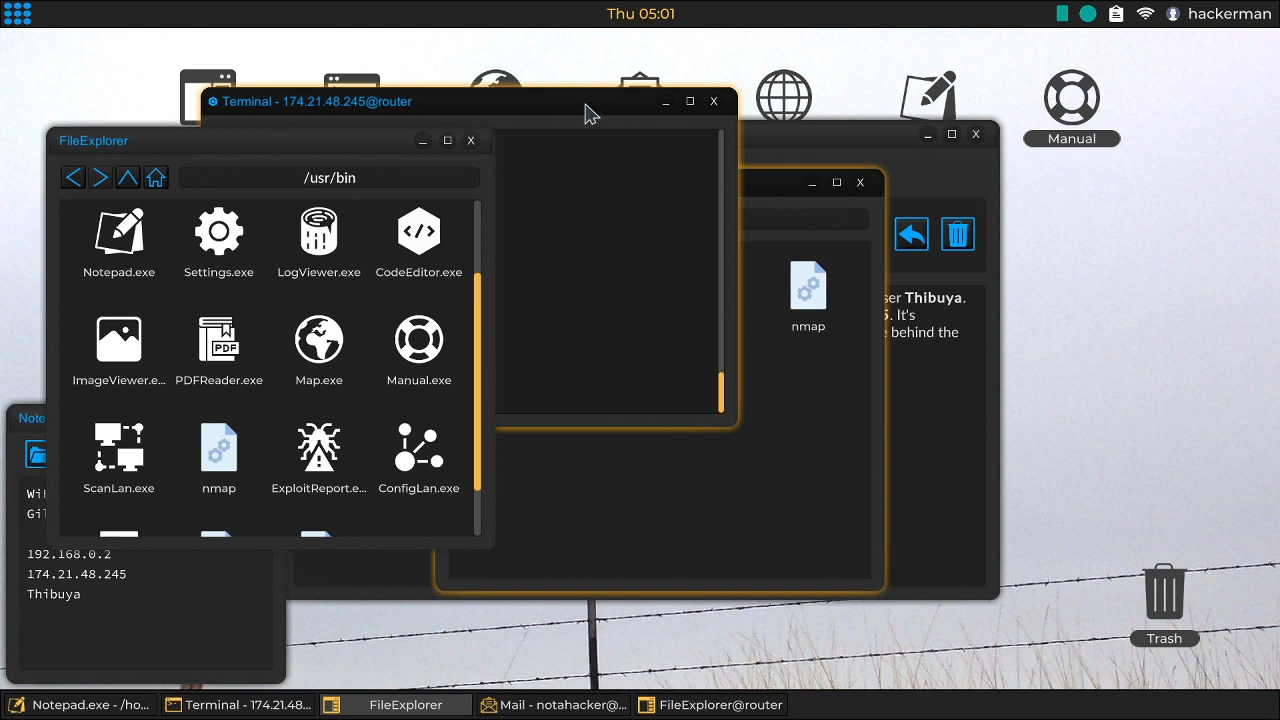 Thu 05:01
hackerman
Manual
Terminal - 174.21.48.245@router
X
X
FileExplorer
X
X
/usr/bin
Notepad.exe
Settings.exe
LogViewer.exe
CodeEditor.exe
ser Thibuya.
. It's
behind the
nmap
ImageViewer.e...
PDF
PDFReader.exe
Map.exe
Manual.exe
ScanLan.exe
nmap
ExploitReport.e...
ConfigLan.exe
Note
WiF
Gil
192.168.0.2
174.21.48.245
Thibuya
Trash
Notepad.exe - /ho...
Terminal - 174.21.48...
FileExplorer
Mail - notahacker@...
FileExplorer@router